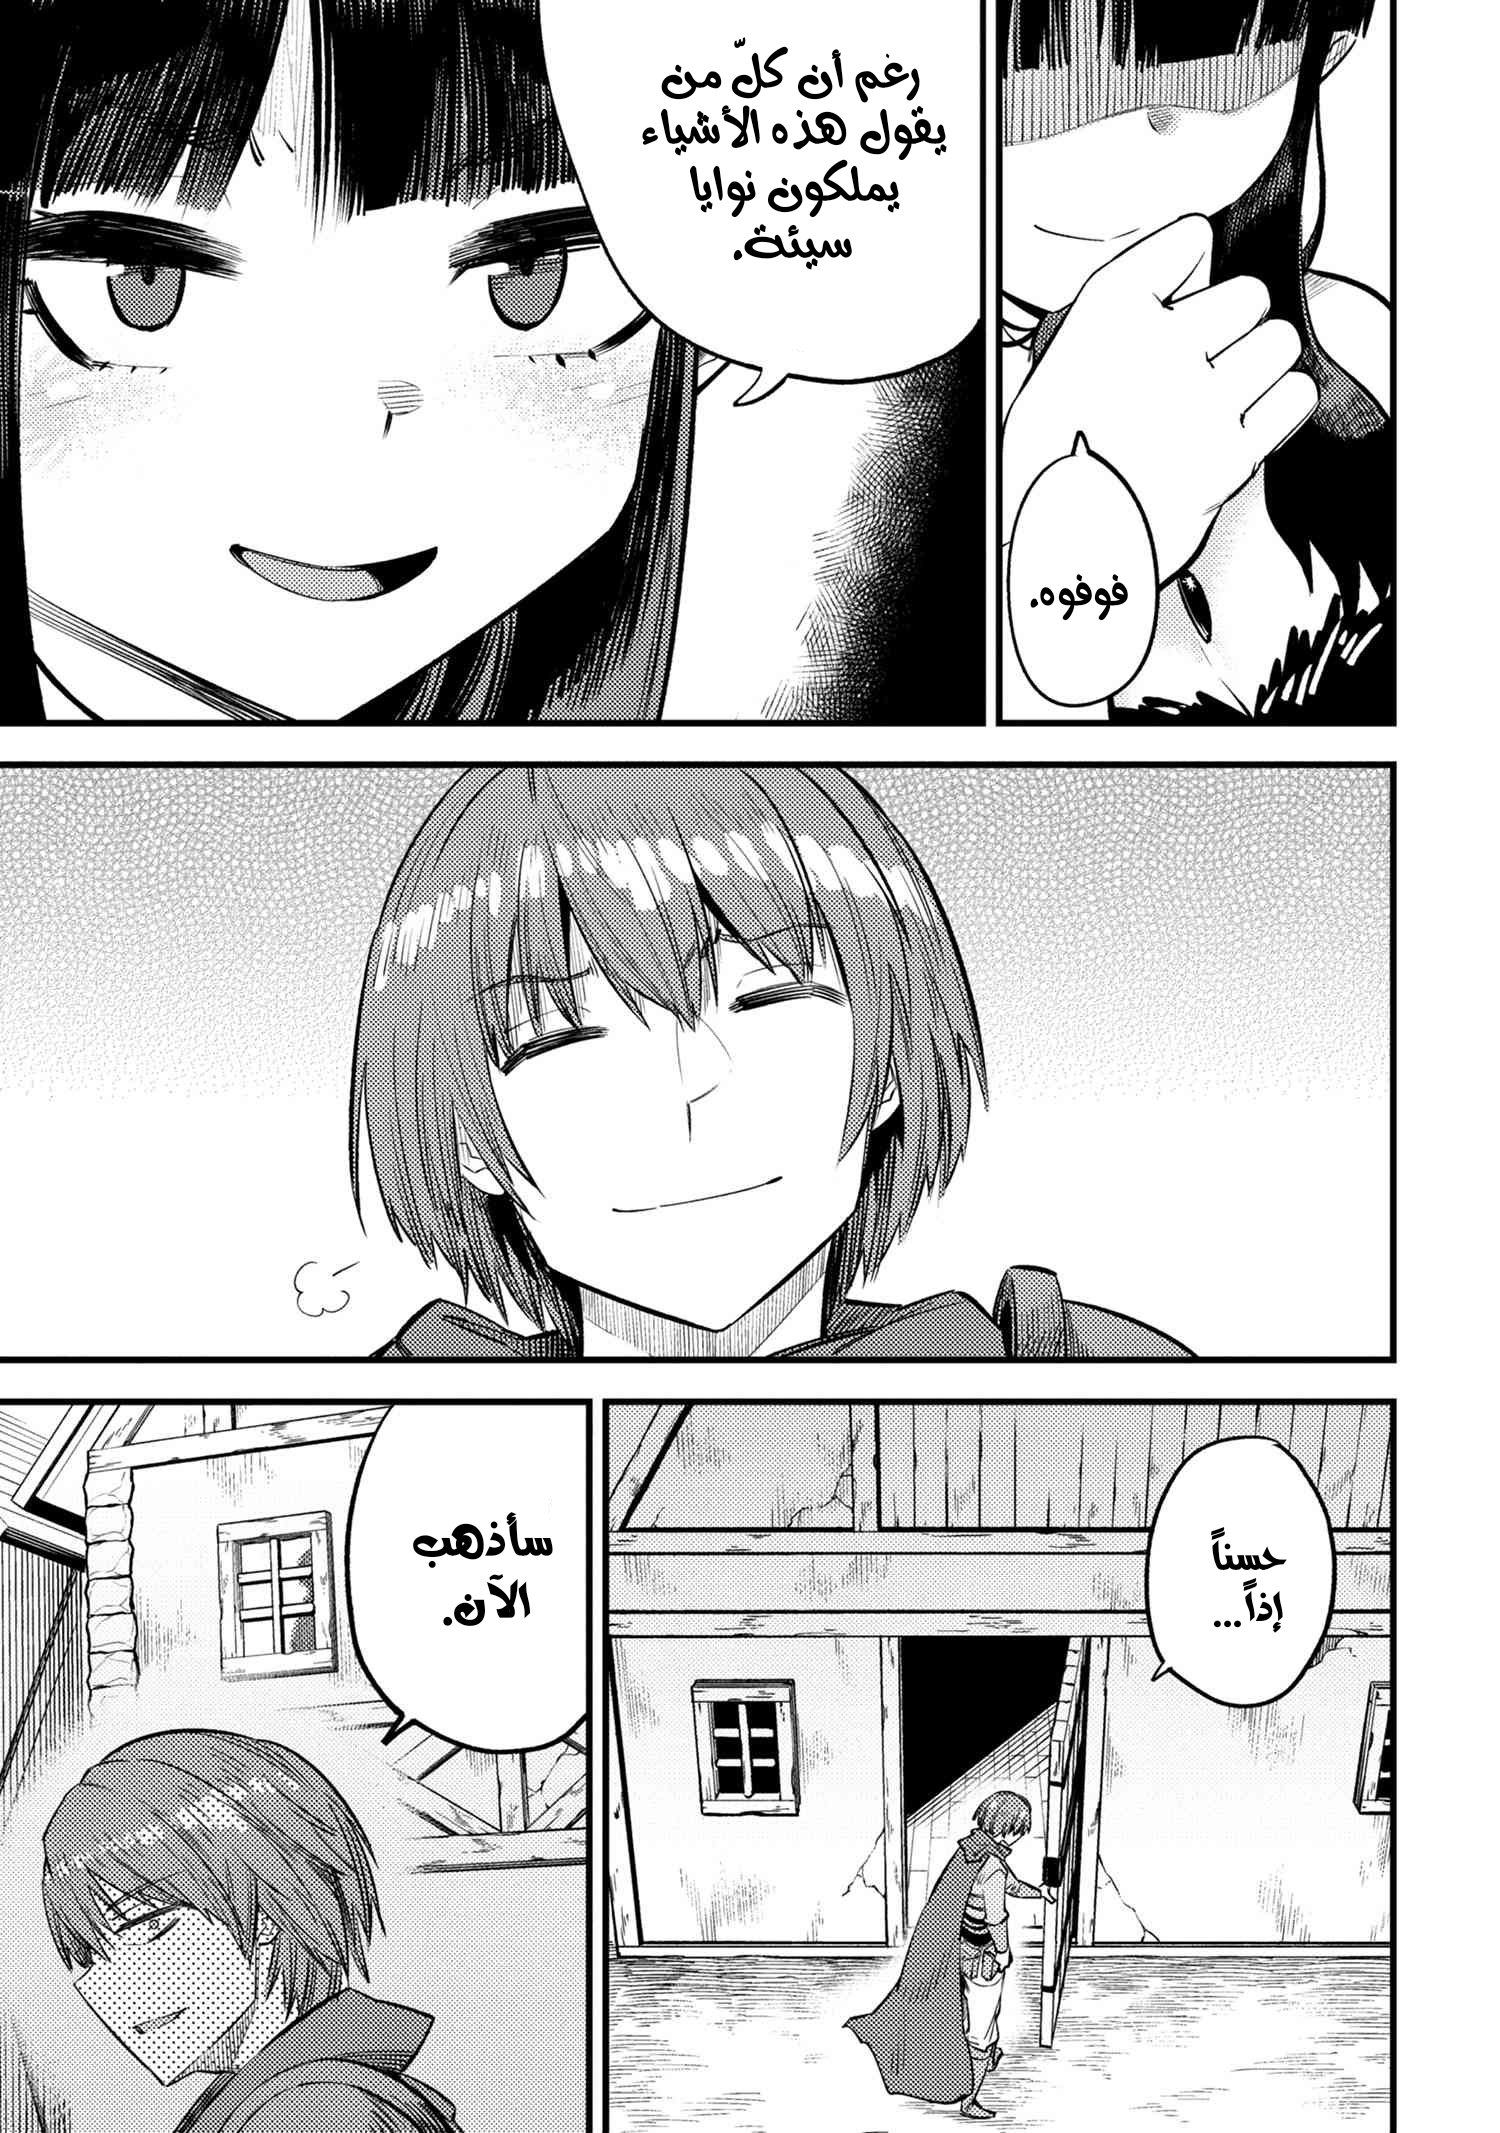 فوفوه.
رغم أن كلّ من
يقول هذه الأشياء
يملكون نوايا
سيئة.
حسناً
إذاً...
سأذهب
الآن.